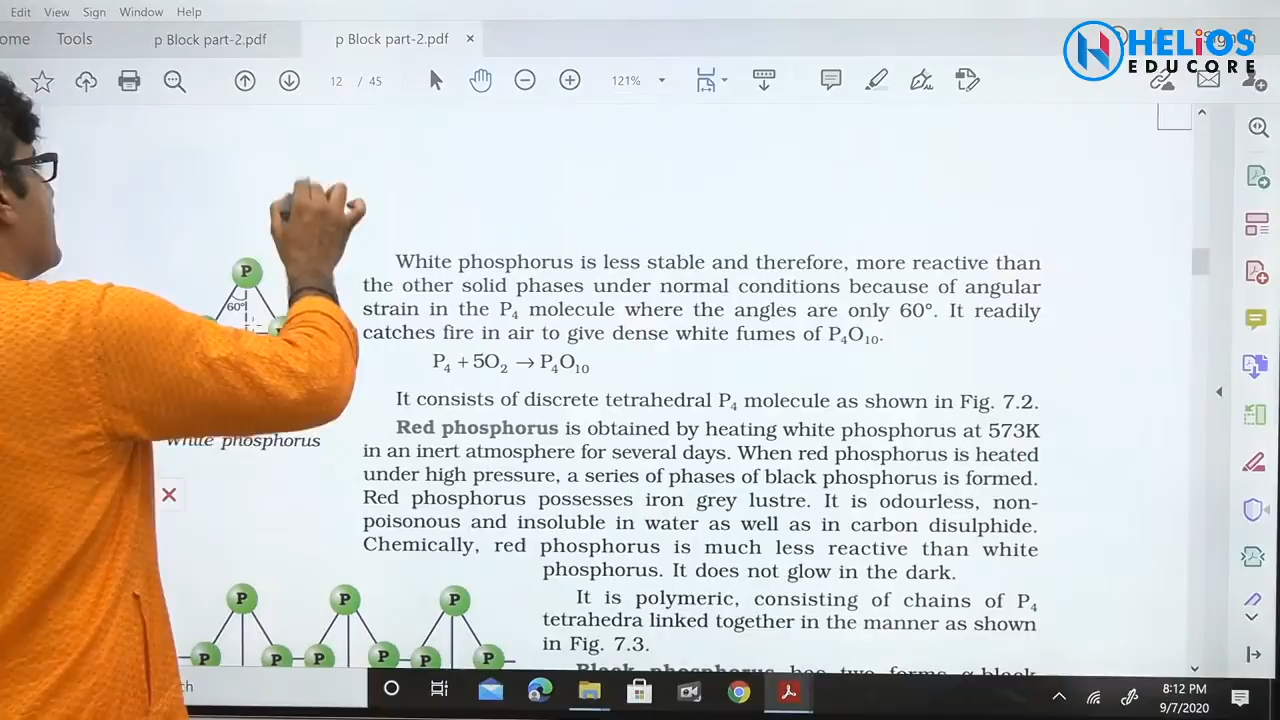 Edit View Sign Window Help
ome Tools p Block part-2.pdf p Block part-2.pdf ×
HELiOS
EDUCORE
12 / 45 121%
White phosphorus is less stable and therefore, more reactive than
the other solid phases under normal conditions because of angular
strain in the P₄ molecule where the angles are only 60°. It readily
catches fire in air to give dense white fumes of P₄O₁₀.
P₄ + 5O₂ → P₄O₁₀
It consists of discrete tetrahedral P₄ molecule as shown in Fig. 7.2.
P
60°
White phosphorus
Red phosphorus is obtained by heating white phosphorus at 573K
in an inert atmosphere for several days. When red phosphorus is heated
under high pressure, a series of phases of black phosphorus is formed.
Red phosphorus possesses iron grey lustre. It is odourless, non-
poisonous and insoluble in water as well as in carbon disulphide.
Chemically, red phosphorus is much less reactive than white
phosphorus. It does not glow in the dark.
It is polymeric, consisting of chains of P₄
tetrahedra linked together in the manner as shown
in Fig. 7.3.
Black phosphorus has two forms α-black
P P P
P P P P P P
8:12 PM
9/7/2020